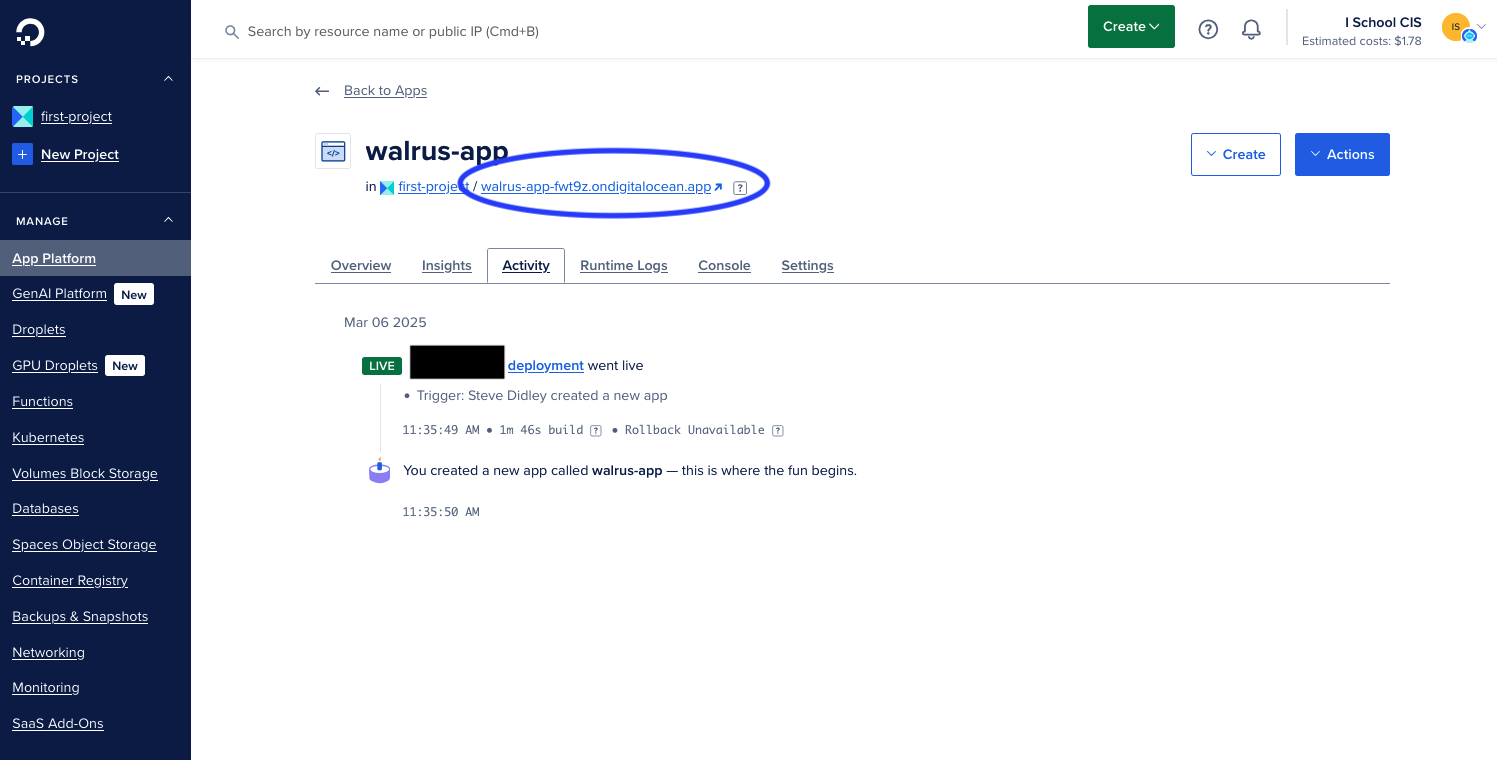 Search by resource name or public IP (Cmd+B)
Create
?
I School CIS
Estimated costs: $1.78
IS
PROJECTS
first-project
+ New Project
MANAGE
App Platform
GenAI Platform New
Droplets
GPU Droplets New
Functions
Kubernetes
Volumes Block Storage
Databases
Spaces Object Storage
Container Registry
Backups & Snapshots
Networking
Monitoring
SaaS Add-Ons
← Back to Apps
</>
walrus-app
in first-project / walrus-app-fwt9z.ondigitalocean.app ?
Create
Actions
Overview Insights Activity Runtime Logs Console Settings
Mar 06 2025
LIVE deployment went live
• Trigger: Steve Didley created a new app
11:35:49 AM • 1m 46s build ? • Rollback Unavailable ?
You created a new app called walrus-app — this is where the fun begins.
11:35:50 AM